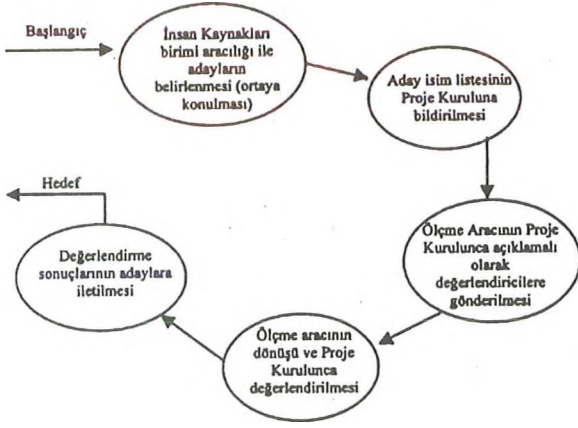 Başlangıç
İnsan Kaynakları
birimi aracılığı ile
adayların
belirlenmesi (ortaya
konulması)
Aday isim listesinin
Proje Kuruluna
bildirilmesi
Ölçme Aracının Proje
Kurulunca açıklamalı
olarak
değerlendiricilere
gönderilmesi
Ölçme aracının
dönüşü ve Proje
Kurulunca
değerlendirilmesi
Değerlendirme
sonuçlarının adaylara
iletilmesi
Hedef